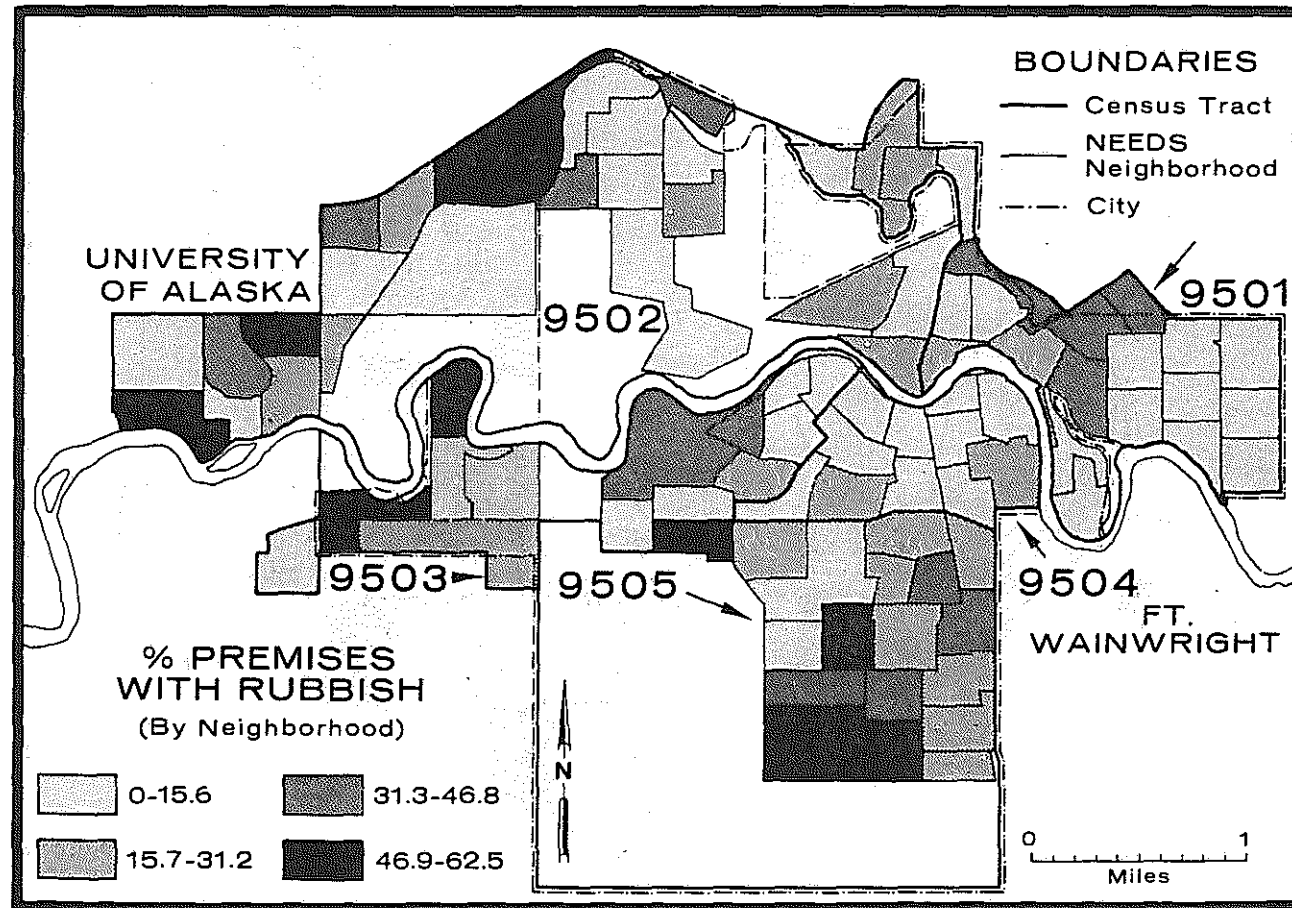 BOUNDARIES
Census Tract
NEEDS
Neighborhood
City
UNIVERSITY
OF ALASKA
9501
9502
9503
9505
9504
FT.
WAINWRIGHT
% PREMISES
WITH RUBBISH
(By Neighborhood)
0-15.6
31.3-46.8
15.7-31.2
46.9-62.5
N
0 1
Miles